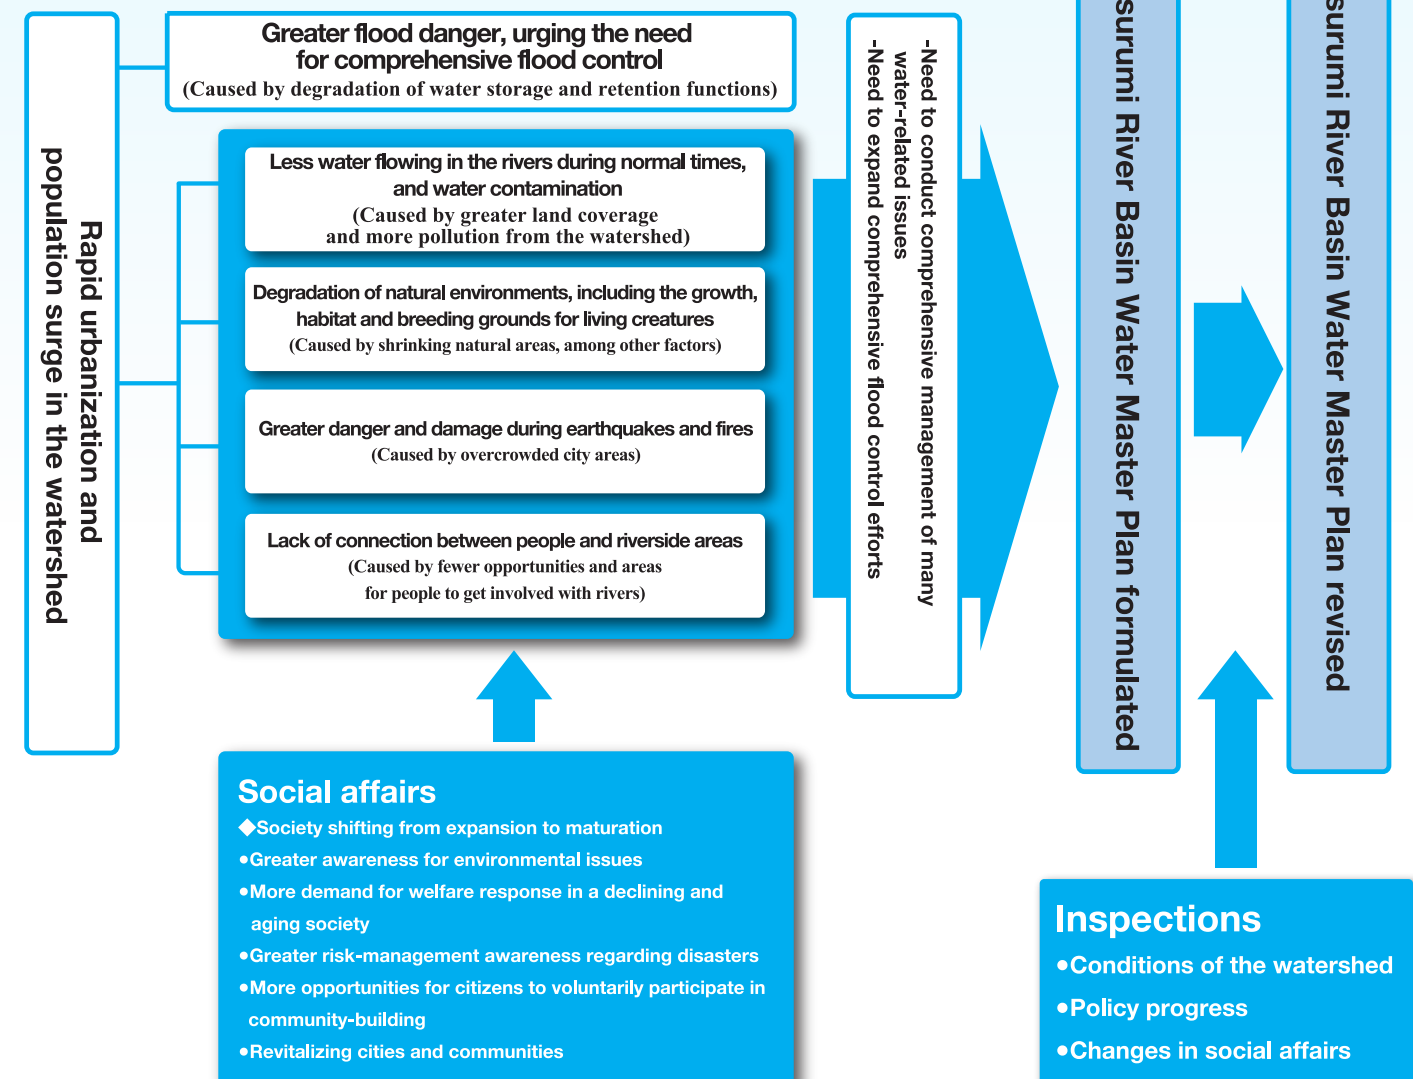 Rapid urbanization and
population surge in the watershed
Greater flood danger, urging the need
for comprehensive flood control
(Caused by degradation of water storage and retention functions)
Less water flowing in the rivers during normal times,
and water contamination
(Caused by greater land coverage
and more pollution from the watershed)
Degradation of natural environments, including the growth,
habitat and breeding grounds for living creatures
(Caused by shrinking natural areas, among other factors)
Greater danger and damage during earthquakes and fires
(Caused by overcrowded city areas)
Lack of connection between people and riverside areas
(Caused by fewer opportunities and areas
for people to get involved with rivers)
-Need to conduct comprehensive management of many
water-related issues
-Need to expand comprehensive flood control efforts
surumi River Basin Water Master Plan formulated
surumi River Basin Water Master Plan revised
Social affairs
◆Society shifting from expansion to maturation
●Greater awareness for environmental issues
●More demand for welfare response in a declining and
aging society
●Greater risk-management awareness regarding disasters
●More opportunities for citizens to voluntarily participate in
community-building
●Revitalizing cities and communities
Inspections
●Conditions of the watershed
●Policy progress
●Changes in social affairs